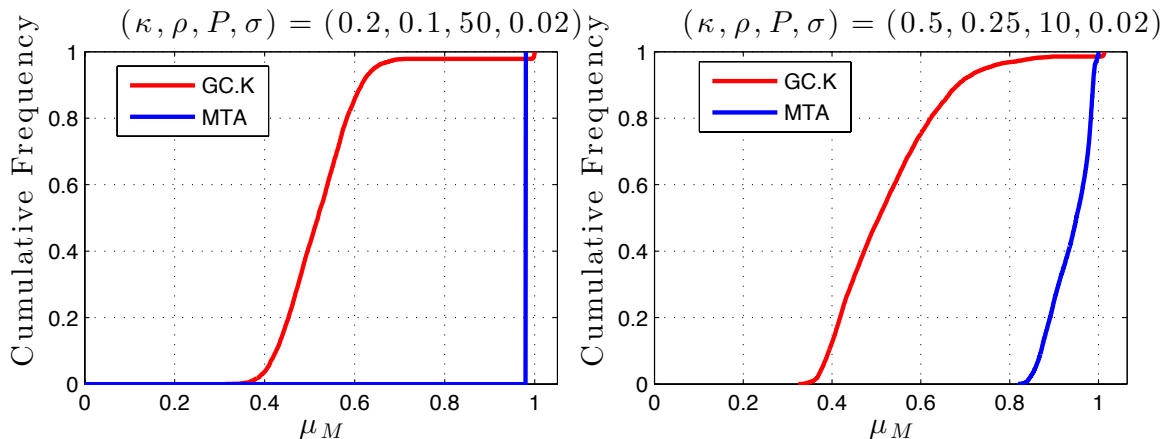 (κ, ρ, P, σ) = (0.2, 0.1, 50, 0.02)
Cumulative Frequency
1
0.8
0.6
0.4
0.2
0
GC.K
MTA
0
0.2
0.4
0.6
0.8
1
μ_M
(κ, ρ, P, σ) = (0.5, 0.25, 10, 0.02)
Cumulative Frequency
1
0.8
0.6
0.4
0.2
0
GC.K
MTA
0
0.2
0.4
0.6
0.8
1
μ_M